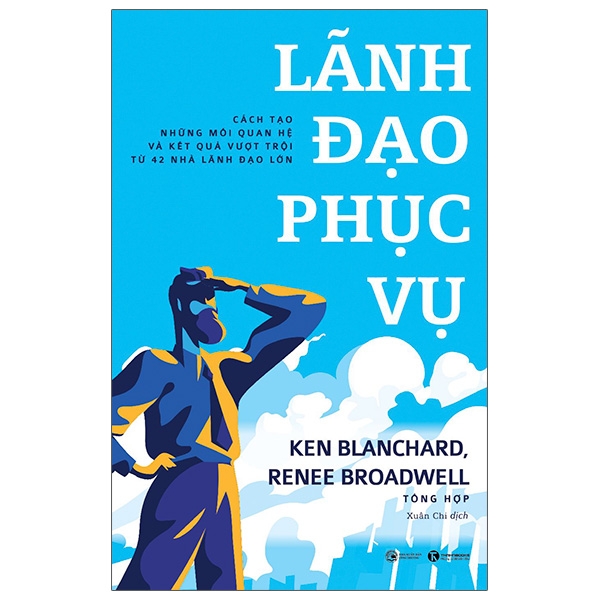 LÃNH
ĐẠO
PHỤC
VỤ
CÁCH TẠO
NHỮNG MỐI QUAN HỆ
VÀ KẾT QUẢ VƯỢT TRỘI
TỪ 42 NHÀ LÃNH ĐẠO LỚN
KEN BLANCHARD,
RENEE BROADWELL
TỔNG HỢP
Xuân Chi dịch